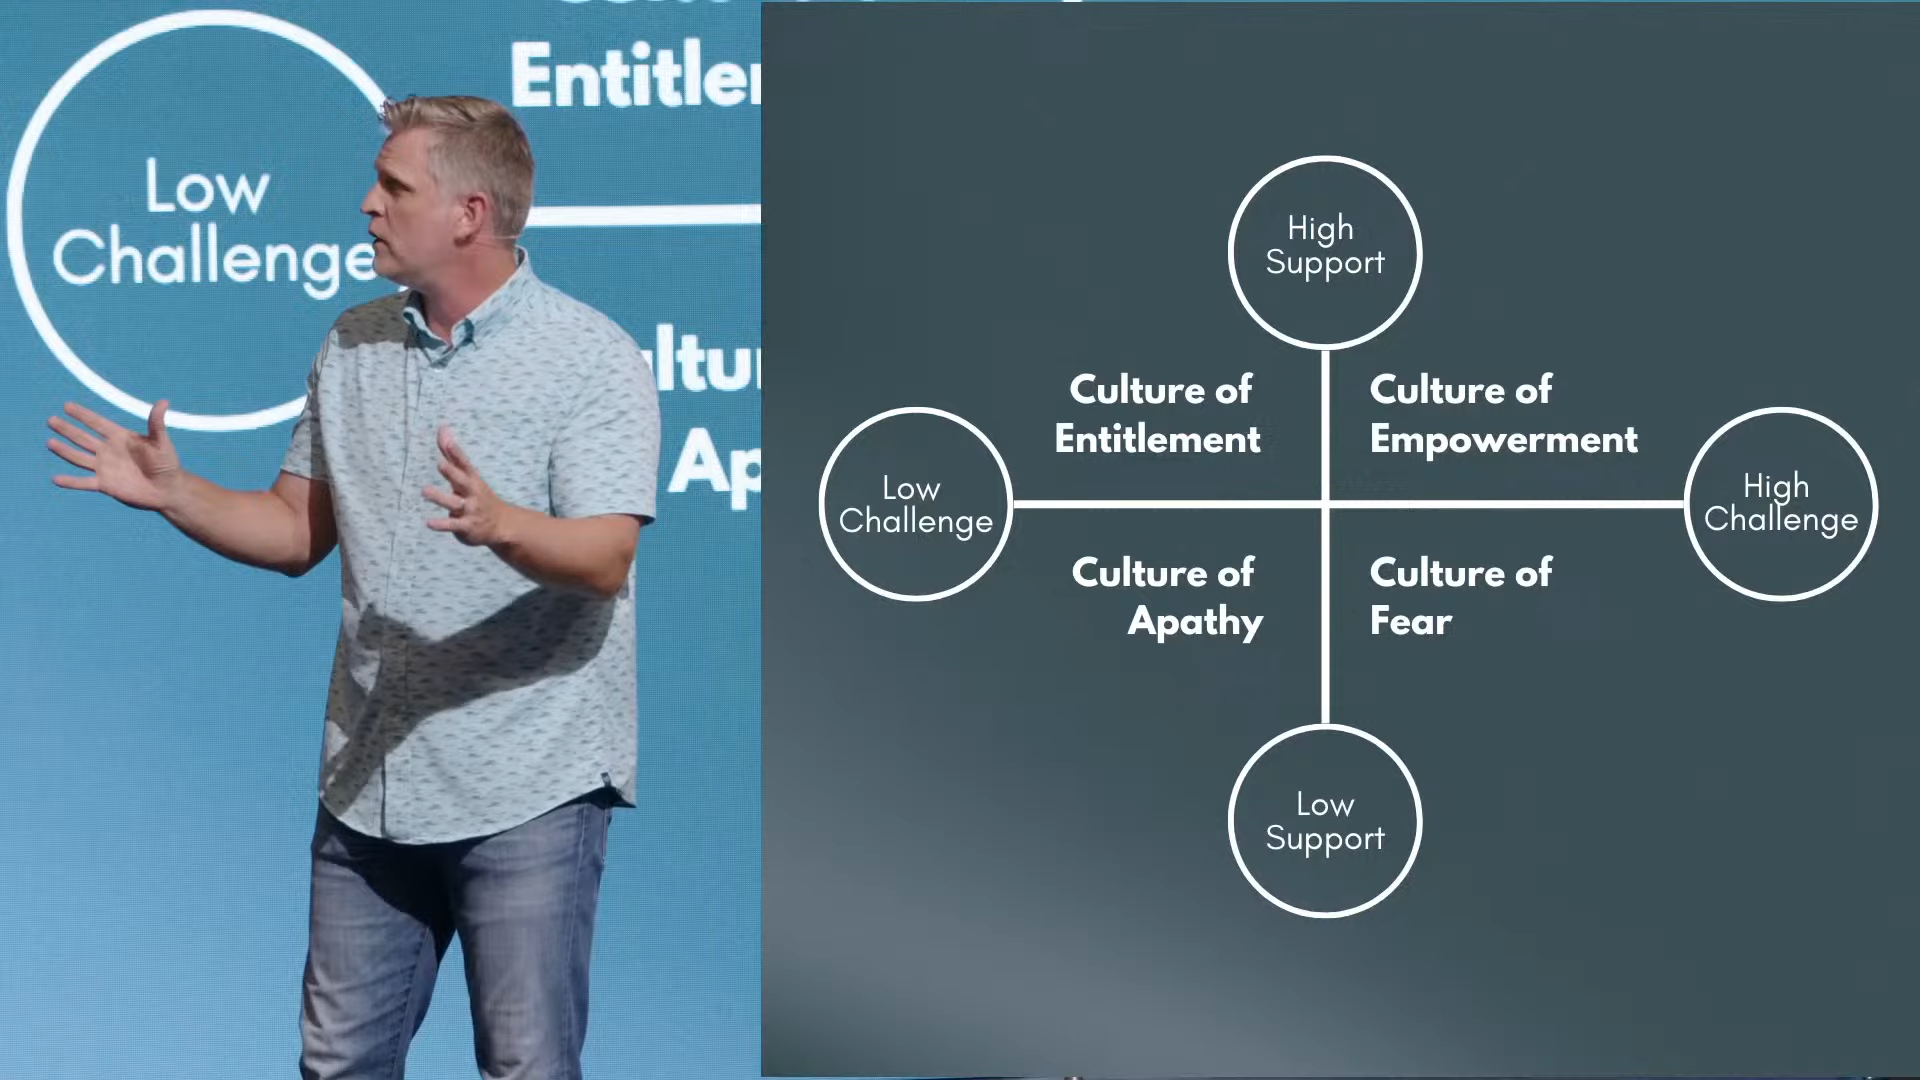 Entitle
Low
Challenge
Ap
High
Support
Culture of
Entitlement
Culture of
Empowerment
Low
Challenge
High
Challenge
Culture of
Apathy
Culture of
Fear
Low
Support